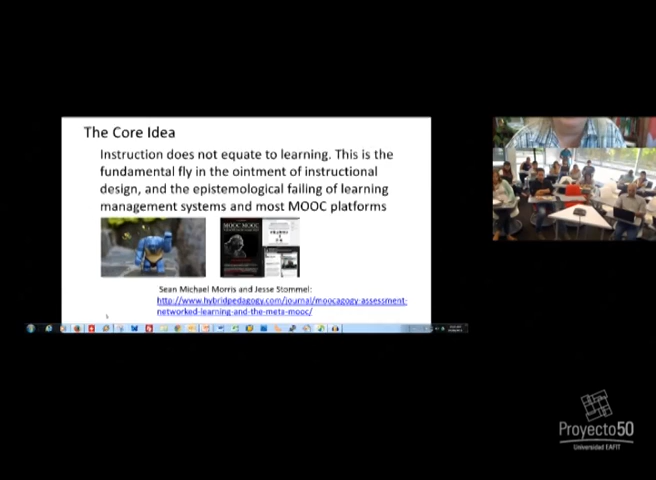 The Core Idea
Instruction does not equate to learning. This is the
fundamental fly in the ointment of instructional
design, and the epistemological failing of learning
management systems and most MOOC platforms
MOOC MOOC
Sean Michael Morris and Jesse Stommel:
http://www.hybridpedagogy.com/journal/moocagogy-assessment-
networked-learning-and-the-meta-mooc/
Proyecto50
Universidad EAFIT